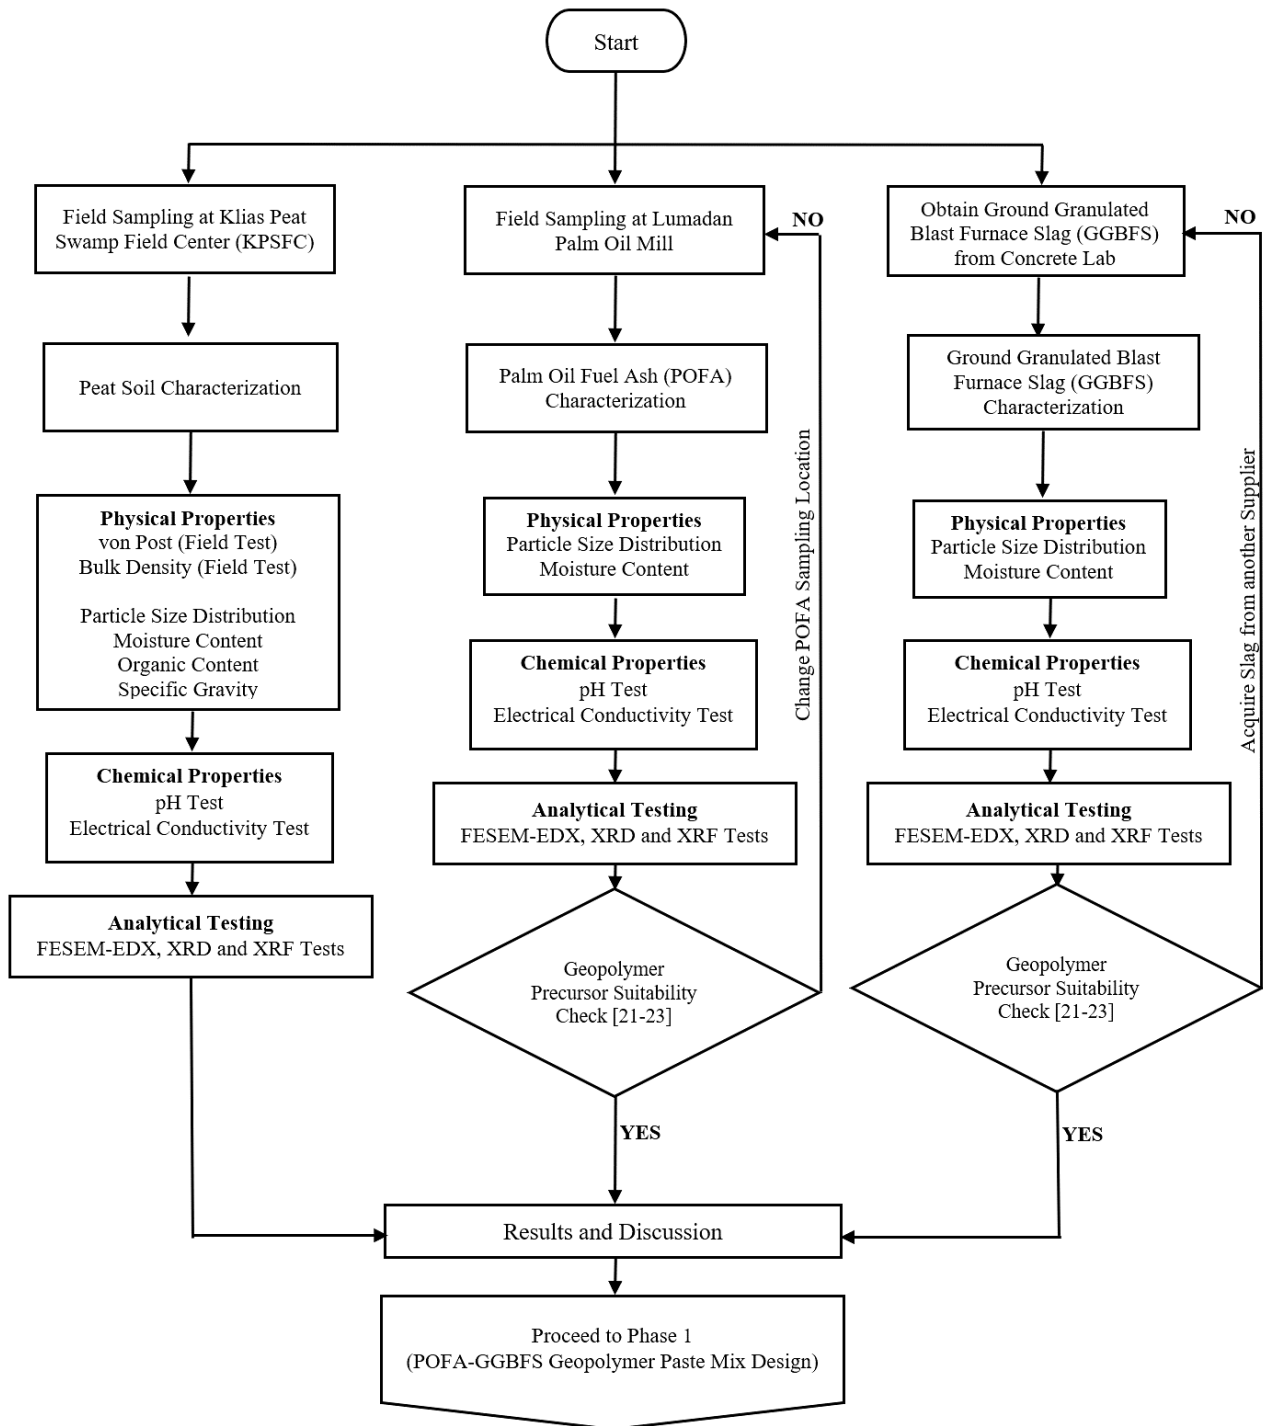 Start
Field Sampling at Klias Peat
Swamp Field Center (KPSFC)
Peat Soil Characterization
Physical Properties
von Post (Field Test)
Bulk Density (Field Test)
Particle Size Distribution
Moisture Content
Organic Content
Specific Gravity
Chemical Properties
pH Test
Electrical Conductivity Test
Analytical Testing
FESEM-EDX, XRD and XRF Tests
Field Sampling at Lumadan
Palm Oil Mill
NO
Palm Oil Fuel Ash (POFA)
Characterization
Physical Properties
Particle Size Distribution
Moisture Content
Chemical Properties
pH Test
Electrical Conductivity Test
Analytical Testing
FESEM-EDX, XRD and XRF Tests
Geopolymer
Precursor Suitability
Check [21-23]
Change POFA Sampling Location
YES
Obtain Ground Granulated
Blast Furnace Slag (GGBFS)
from Concrete Lab
NO
Ground Granulated Blast
Furnace Slag (GGBFS)
Characterization
Physical Properties
Particle Size Distribution
Moisture Content
Chemical Properties
pH Test
Electrical Conductivity Test
Analytical Testing
FESEM-EDX, XRD and XRF Tests
Geopolymer
Precursor Suitability
Check [21-23]
Acquire Slag from another Supplier
YES
Results and Discussion
Proceed to Phase 1
(POFA-GGBFS Geopolymer Paste Mix Design)